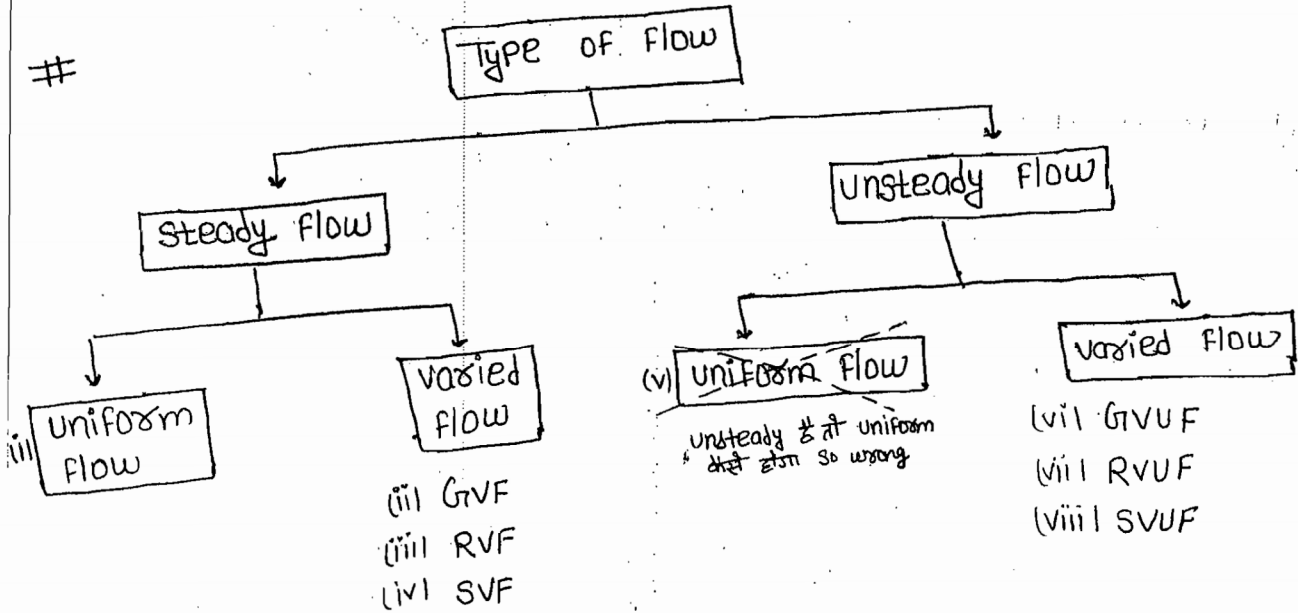 #
Type of flow
Steady flow
unsteady flow
(i) uniform
flow
varied
flow
(ii) GVF
(iii) RVF
(iv) SVF
(v) uniform flow
unsteady है तो uniform
कैसे होगा so wrong
varied flow
(vi) GVUF
(vii) RVUF
(viii) SVUF